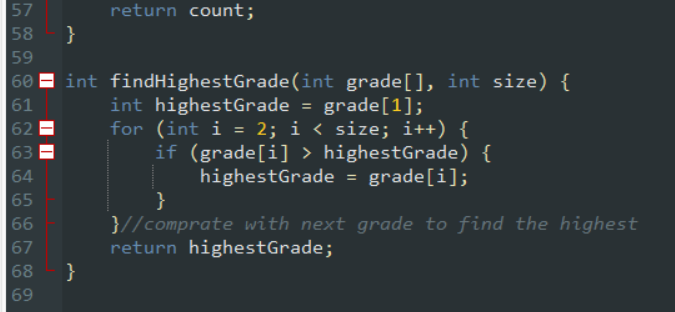 57 return count;
58 }
59
60 int findHighestGrade(int grade[], int size) {
61 int highestGrade = grade[1];
62 for (int i = 2; i < size; i++) {
63 if (grade[i] > highestGrade) {
64 highestGrade = grade[i];
65 }
66 }//comprate with next grade to find the highest
67 return highestGrade;
68 }
69